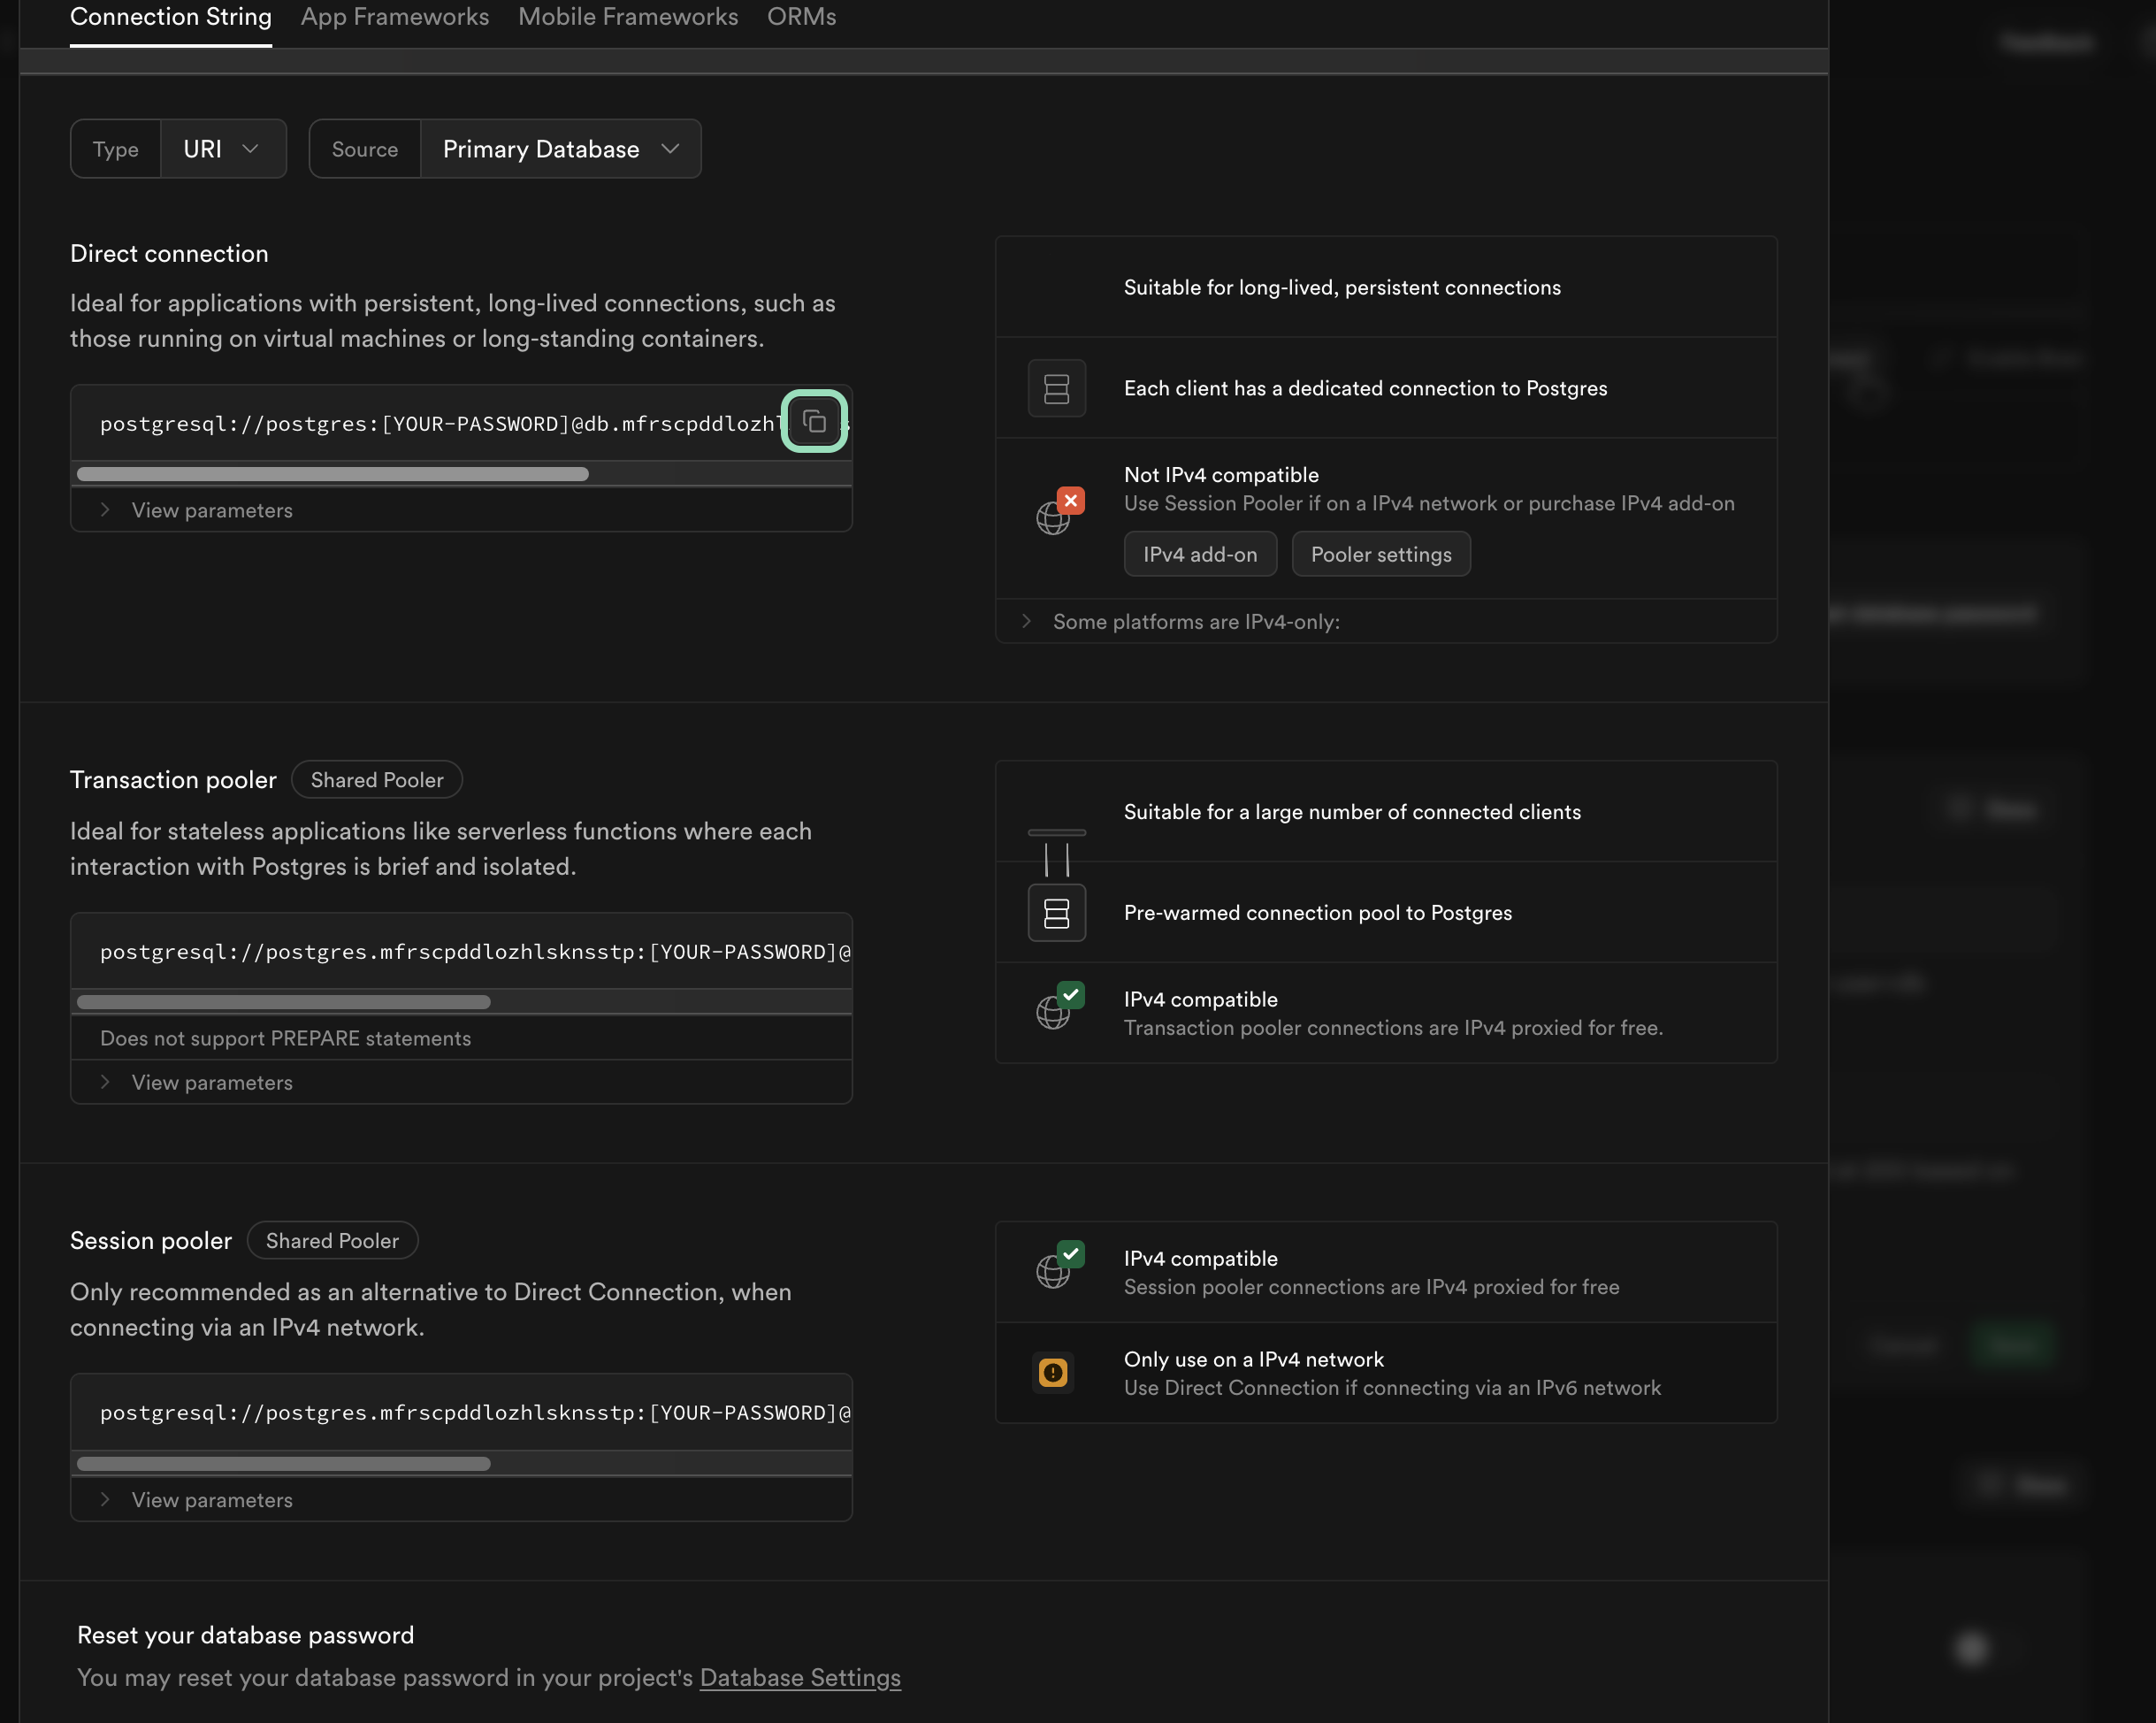 Connection String App Frameworks Mobile Frameworks ORMs
Feedback
Type URI Source Primary Database
Direct connection
Ideal for applications with persistent, long-lived connections, such as
those running on virtual machines or long-standing containers.
postgresql://postgres:[YOUR-PASSWORD]@db.mfrscpddlozhl
View parameters
Suitable for long-lived, persistent connections
Each client has a dedicated connection to Postgres
Not IPv4 compatible
Use Session Pooler if on a IPv4 network or purchase IPv4 add-on
IPv4 add-on Pooler settings
Some platforms are IPv4-only:
Transaction pooler Shared Pooler
Ideal for stateless applications like serverless functions where each
interaction with Postgres is brief and isolated.
postgresql://postgres.mfrscpddlozhlsknsstp:[YOUR-PASSWORD]@
Does not support PREPARE statements
View parameters
Suitable for a large number of connected clients
Pre-warmed connection pool to Postgres
IPv4 compatible
Transaction pooler connections are IPv4 proxied for free.
Session pooler Shared Pooler
Only recommended as an alternative to Direct Connection, when
connecting via an IPv4 network.
postgresql://postgres.mfrscpddlozhlsknsstp:[YOUR-PASSWORD]@
View parameters
IPv4 compatible
Session pooler connections are IPv4 proxied for free
Only use on a IPv4 network
Use Direct Connection if connecting via an IPv6 network
Reset your database password
You may reset your database password in your project's Database Settings